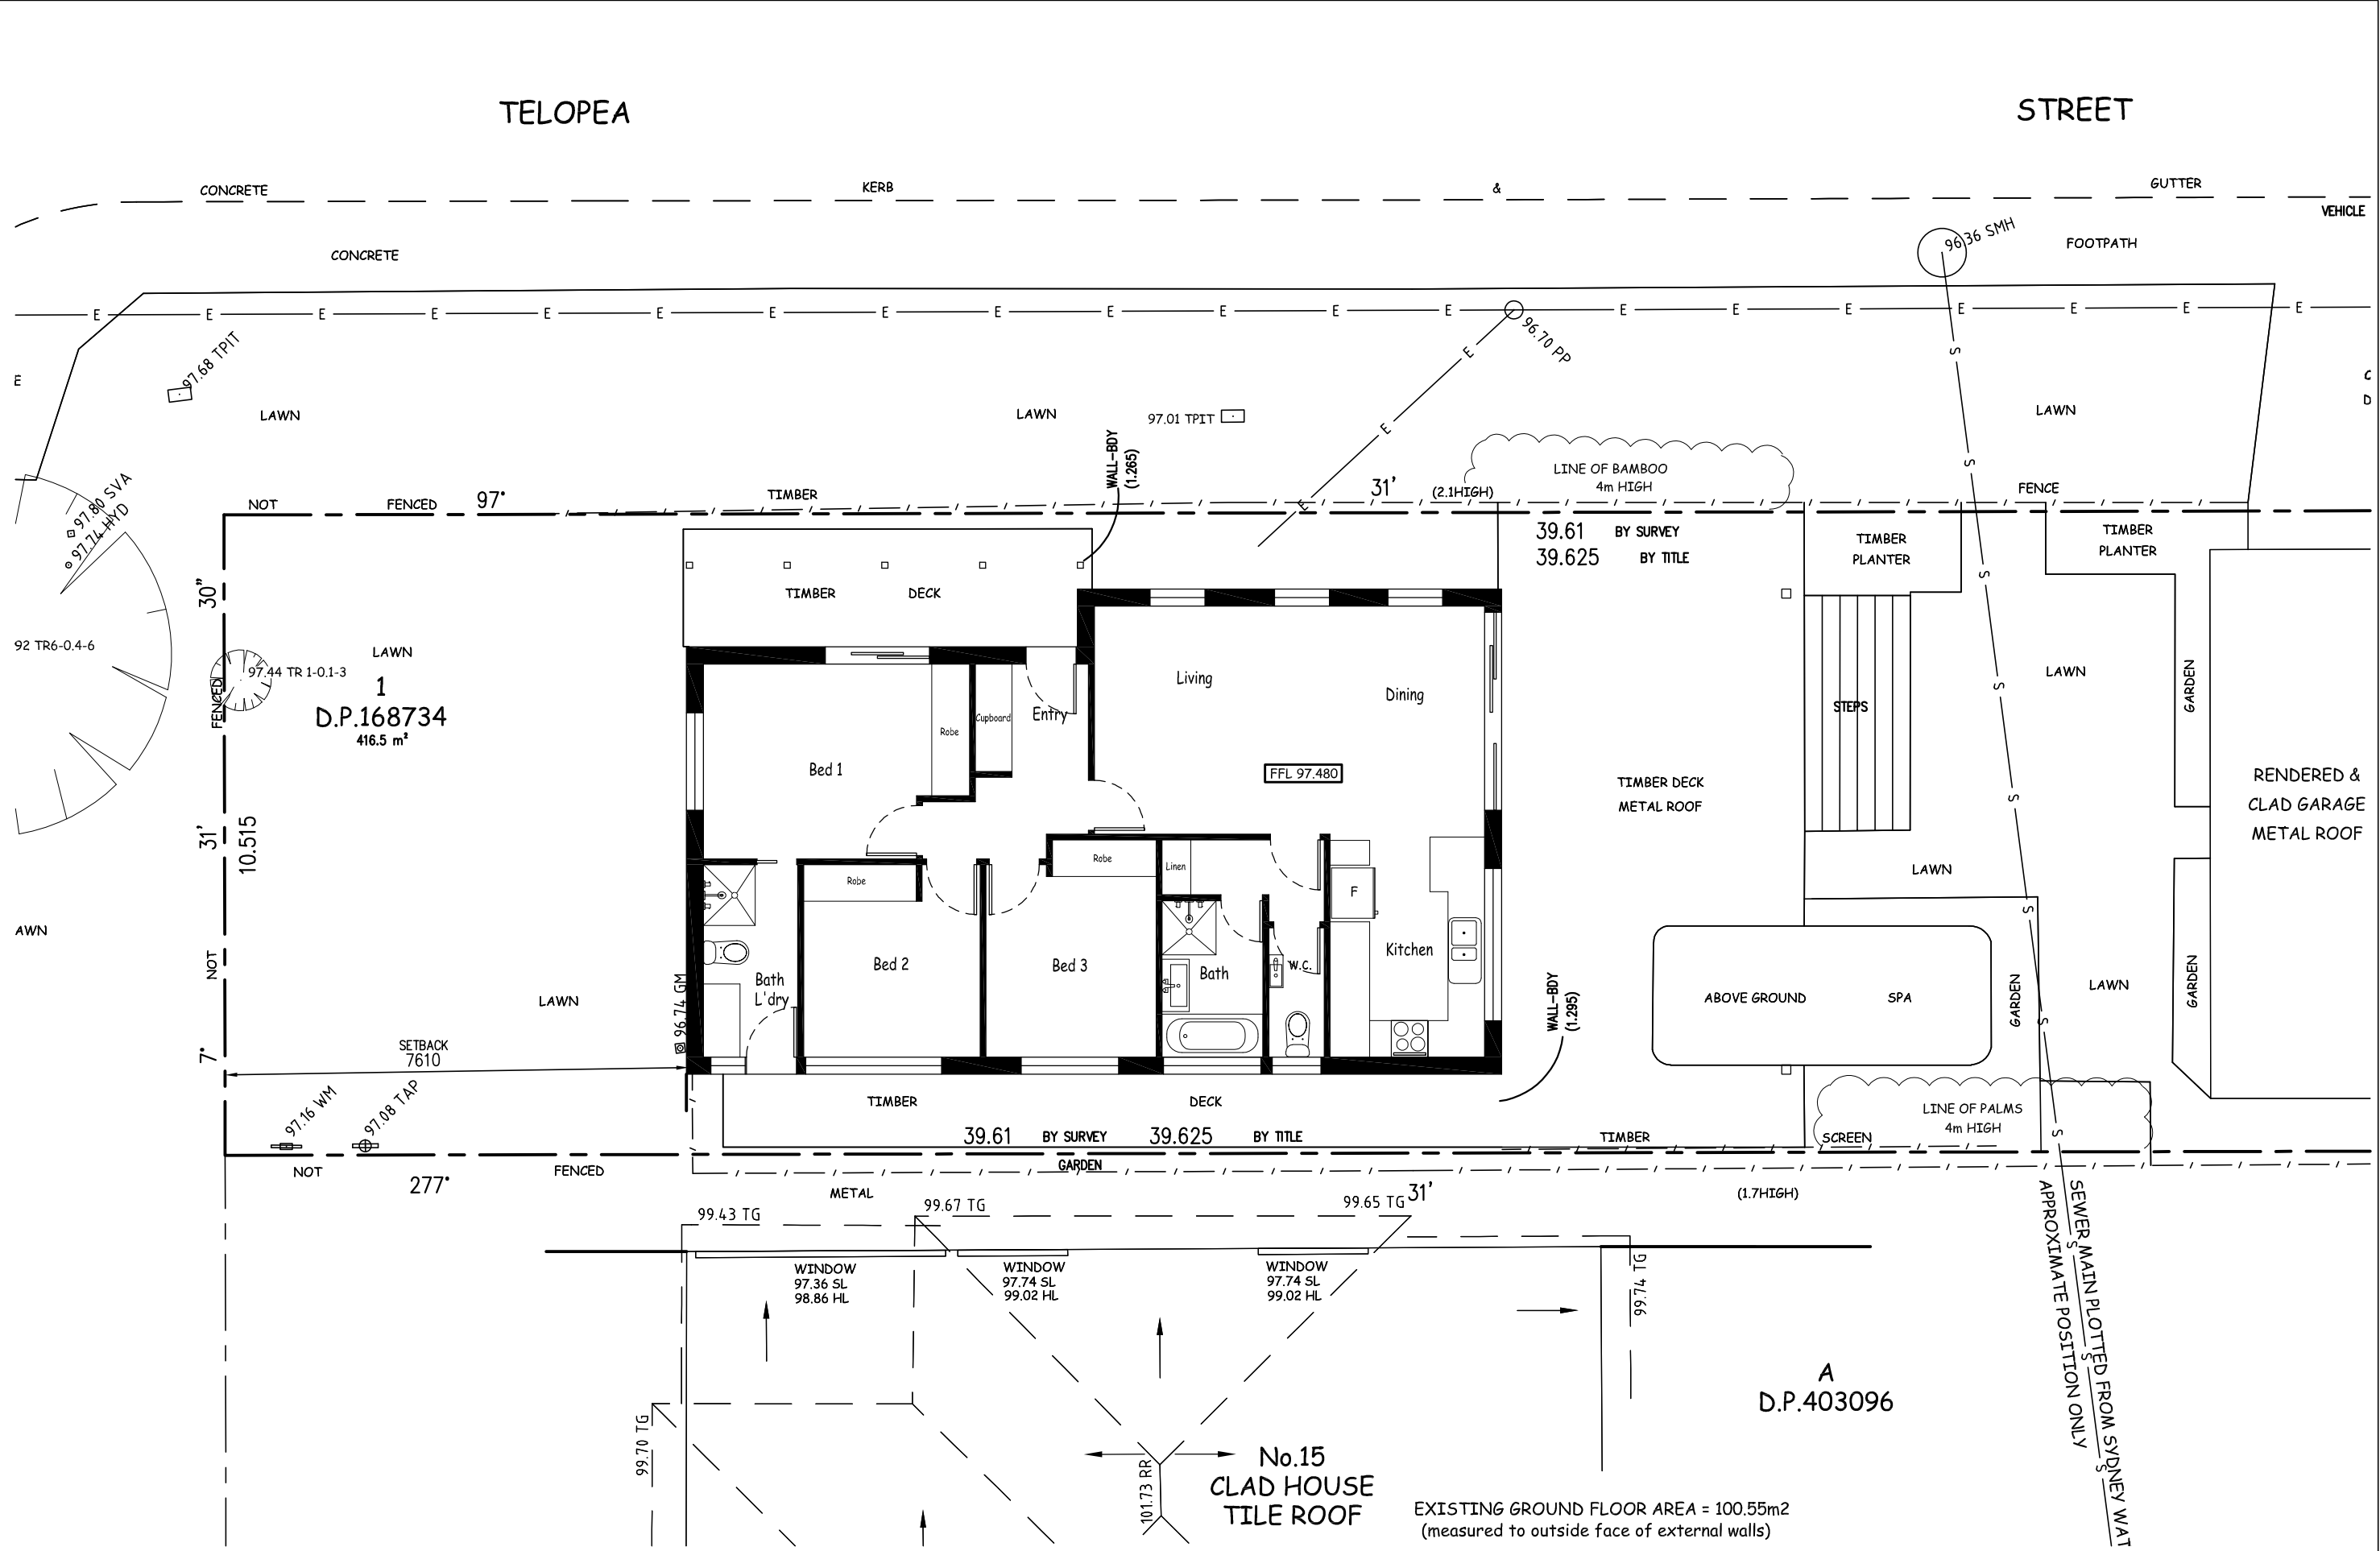 TELOPEA STREET
CONCRETE KERB & GUTTER
VEHICLE
CONCRETE
FOOTPATH
96.36 SMH
E E E E E E E E E E E E E E E E E E E E
96.70 PP
E
E
E
E
97.68 TPIT
LAWN
LAWN
97.01 TPIT
LAWN
WALL-BDY
(1.265)
LINE OF BAMBOO
4m HIGH
97.80 SVA
97.74 HYD
NOT FENCED 97° TIMBER 31' (2.1HIGH) FENCE
39.61 BY SURVEY
39.625 BY TITLE
TIMBER
PLANTER
TIMBER
PLANTER
30"
TIMBER DECK
92 TR6-0.4-6
LAWN
97.44 TR 1-0.1-3
1
D.P.168734
416.5 m²
FENCED
Living
Dining
Cupboard
Entry
Robe
Bed 1
FFL 97.480
STEPS
LAWN
GARDEN
TIMBER DECK
METAL ROOF
RENDERED &
CLAD GARAGE
METAL ROOF
31'
10.515
Robe
Robe
Linen
F
LAWN
AWN
NOT
Bed 2
Bed 3
Bath
W.C.
Kitchen
Bath
L'dry
96.74 GM
LAWN
WALL-BDY
(1.295)
ABOVE GROUND SPA
GARDEN
LAWN
GARDEN
7°
SETBACK
7610
97.16 WM
97.08 TAP
TIMBER DECK
LINE OF PALMS
4m HIGH
39.61 BY SURVEY 39.625 BY TITLE
TIMBER SCREEN
NOT FENCED
GARDEN
277°
METAL
31'
(1.7HIGH)
99.43 TG
99.67 TG
99.65 TG
WINDOW
97.36 SL
98.86 HL
WINDOW
97.74 SL
99.02 HL
WINDOW
97.74 SL
99.02 HL
99.74 TG
A
D.P.403096
99.70 TG
101.73 RR
No.15
CLAD HOUSE
TILE ROOF
S S S S S S S S S S S S S
SEWER MAIN PLOTTED FROM SYDNEY WAT
APPROXIMATE POSITION ONLY
EXISTING GROUND FLOOR AREA = 100.55m2
(measured to outside face of external walls)